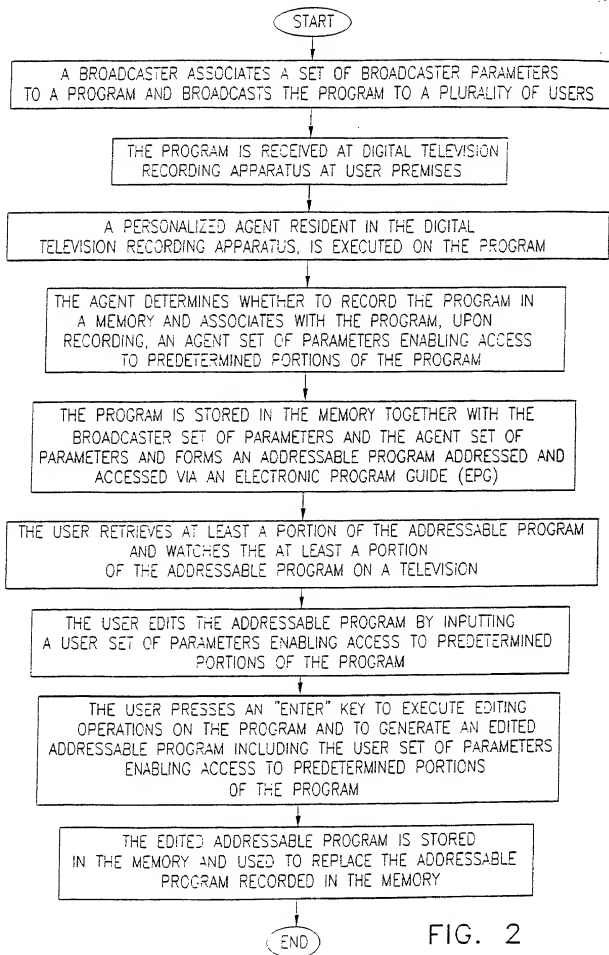 START
A BROADCASTER ASSOCIATES A SET OF BROADCASTER PARAMETERS
TO A PROGRAM AND BROADCASTS THE PROGRAM TO A PLURALITY OF USERS
THE PROGRAM IS RECEIVED AT DIGITAL TELEVISION
RECORDING APPARATUS AT USER PREMISES
A PERSONALIZED AGENT RESIDENT IN THE DIGITAL
TELEVISION RECORDING APPARATUS, IS EXECUTED ON THE PROGRAM
THE AGENT DETERMINES WHETHER TO RECORD THE PROGRAM IN
A MEMORY AND ASSOCIATES WITH THE PROGRAM, UPON
RECORDING, AN AGENT SET OF PARAMETERS ENABLING ACCESS
TO PREDETERMINED PORTIONS OF THE PROGRAM
THE PROGRAM IS STORED IN THE MEMORY TOGETHER WITH THE
BROADCASTER SET OF PARAMETERS AND THE AGENT SET OF
PARAMETERS AND FORMS AN ADDRESSABLE PROGRAM ADDRESSED AND
ACCESSED VIA AN ELECTRONIC PROGRAM GUIDE (EPG)
THE USER RETRIEVES AT LEAST A PORTION OF THE ADDRESSABLE PROGRAM
AND WATCHES THE AT LEAST A PORTION
OF THE ADDRESSABLE PROGRAM ON A TELEVISION
THE USER EDITS THE ADDRESSABLE PROGRAM BY INPUTTING
A USER SET OF PARAMETERS ENABLING ACCESS TO PREDETERMINED
PORTIONS OF THE PROGRAM
THE USER PRESSES AN "ENTER" KEY TO EXECUTE EDITING
OPERATIONS ON THE PROGRAM AND TO GENERATE AN EDITED
ADDRESSABLE PROGRAM INCLUDING THE USER SET OF PARAMETERS
ENABLING ACCESS TO PREDETERMINED PORTIONS
OF THE PROGRAM
THE EDITED ADDRESSABLE PROGRAM IS STORED
IN THE MEMORY AND USED TO REPLACE THE ADDRESSABLE
PROGRAM RECORDED IN THE MEMORY
END
FIG. 2